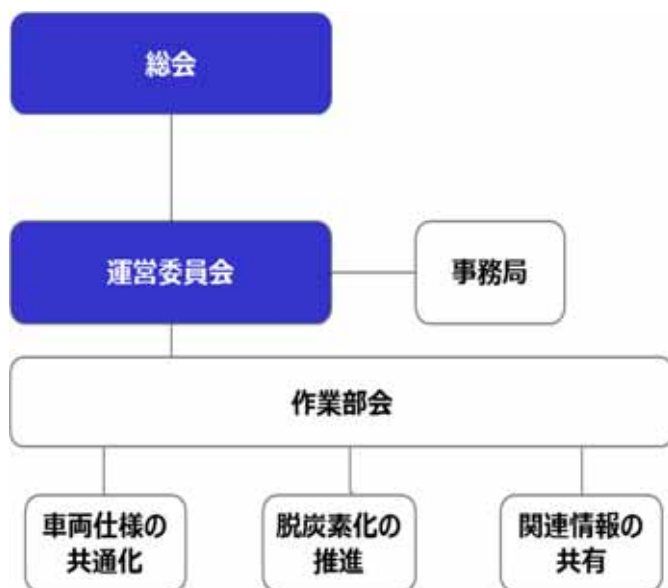 総会
運営委員会
事務局
作業部会
車両仕様の
共通化
脱炭素化の
推進
関連情報の
共有